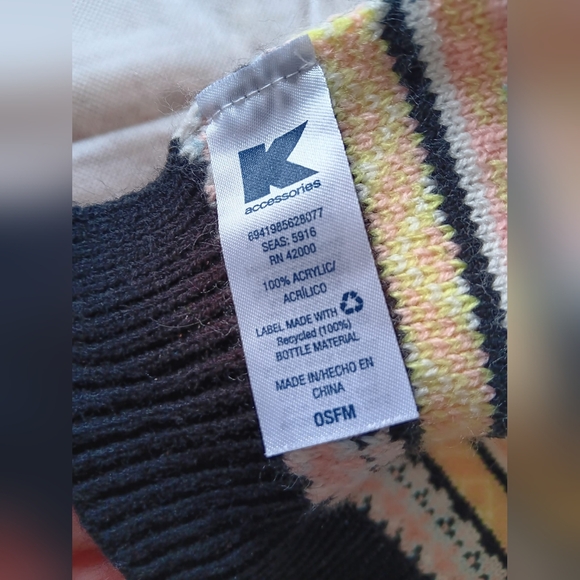 K
accessories
6941985628077
SEAS: 5916
RN 42000
100% ACRYLIC/
ACRÍLICO
LABEL MADE WITH
Recycled (100%)
BOTTLE MATERIAL
MADE IN/HECHO EN
CHINA
OSFM